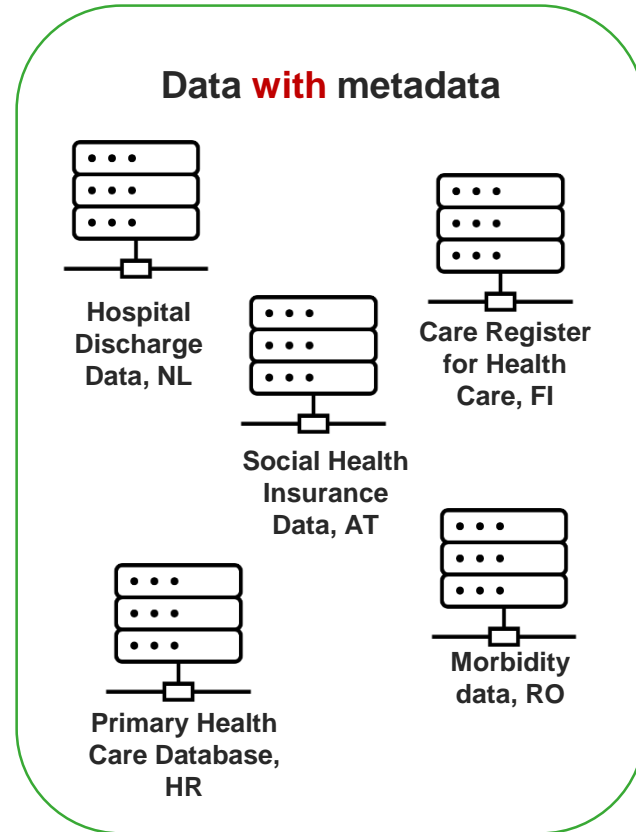 Data with metadata
Hospital
Discharge
Data, NL
Care Register
for Health
Care, FI
Social Health
Insurance
Data, AT
Morbidity
data, RO
Primary Health
Care Database,
HR